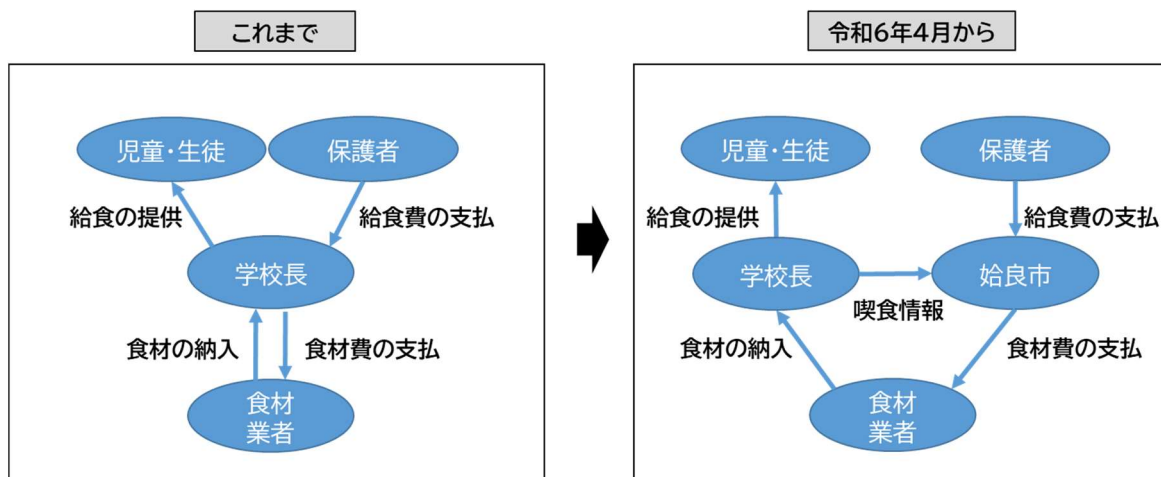 これまで
児童・生徒
保護者
給食の提供
給食費の支払
学校長
食材の納入
食材費の支払
食材
業者
令和6年4月から
児童・生徒
保護者
給食の提供
給食費の支払
学校長
姶良市
喫食情報
食材の納入
食材費の支払
食材
業者